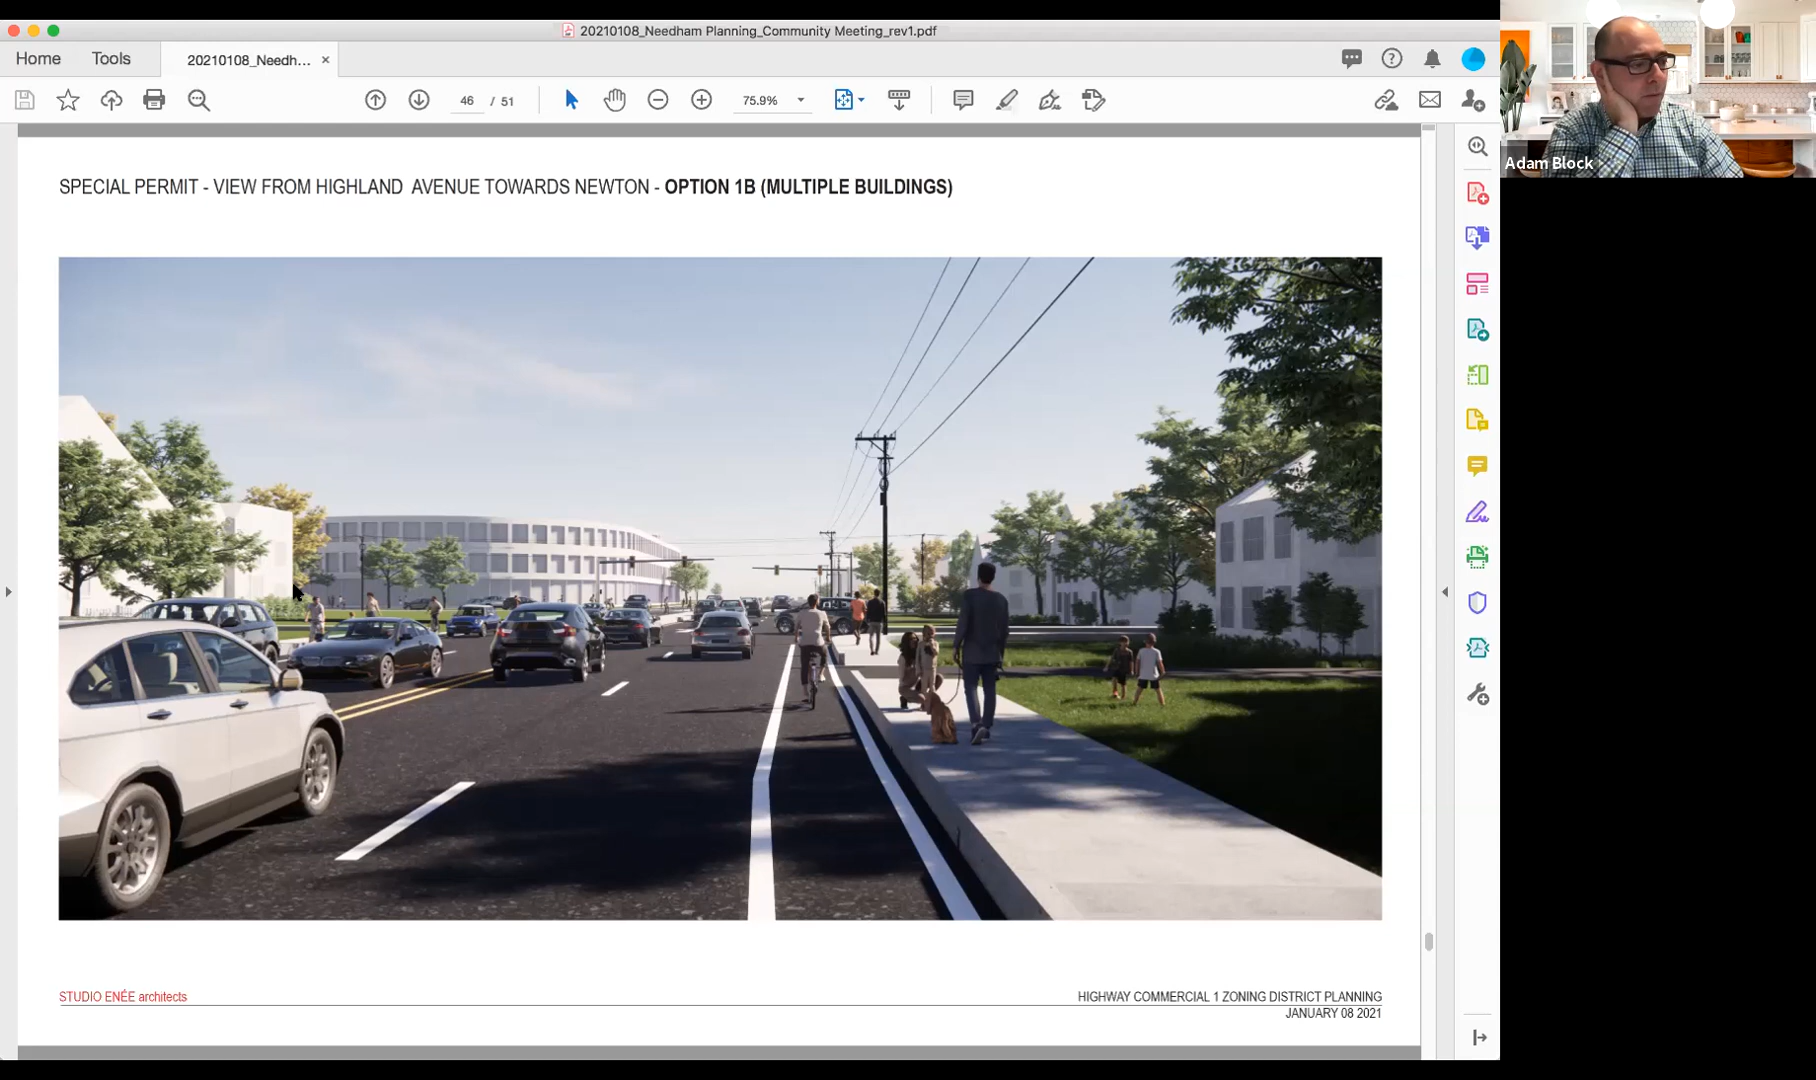 20210108_Needham Planning_Community Meeting_rev1.pdf
Home
Tools
20210108_Needh...
46 / 51
75.9%
Adam Block
SPECIAL PERMIT - VIEW FROM HIGHLAND AVENUE TOWARDS NEWTON - OPTION 1B (MULTIPLE BUILDINGS)
STUDIO ENÉE architects
HIGHWAY COMMERCIAL 1 ZONING DISTRICT PLANNING
JANUARY 08 2021